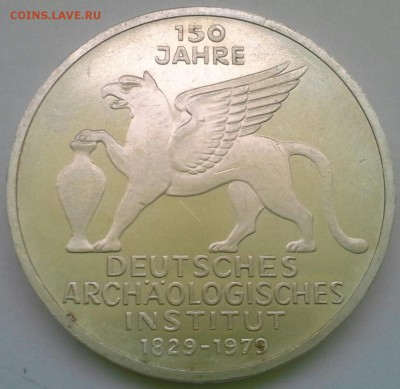 COINS.LAVE.RU
150
JAHRE
DEUTSCHES
ARCHÄOLOGISCHES
INSTITUT
1829-1979